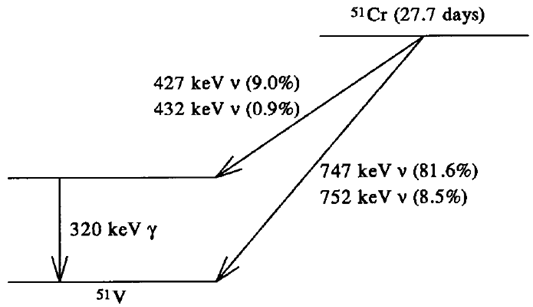 ⁵¹Cr (27.7 days)
427 keV ν (9.0%)
432 keV ν (0.9%)
747 keV ν (81.6%)
752 keV ν (8.5%)
320 keV γ
⁵¹V